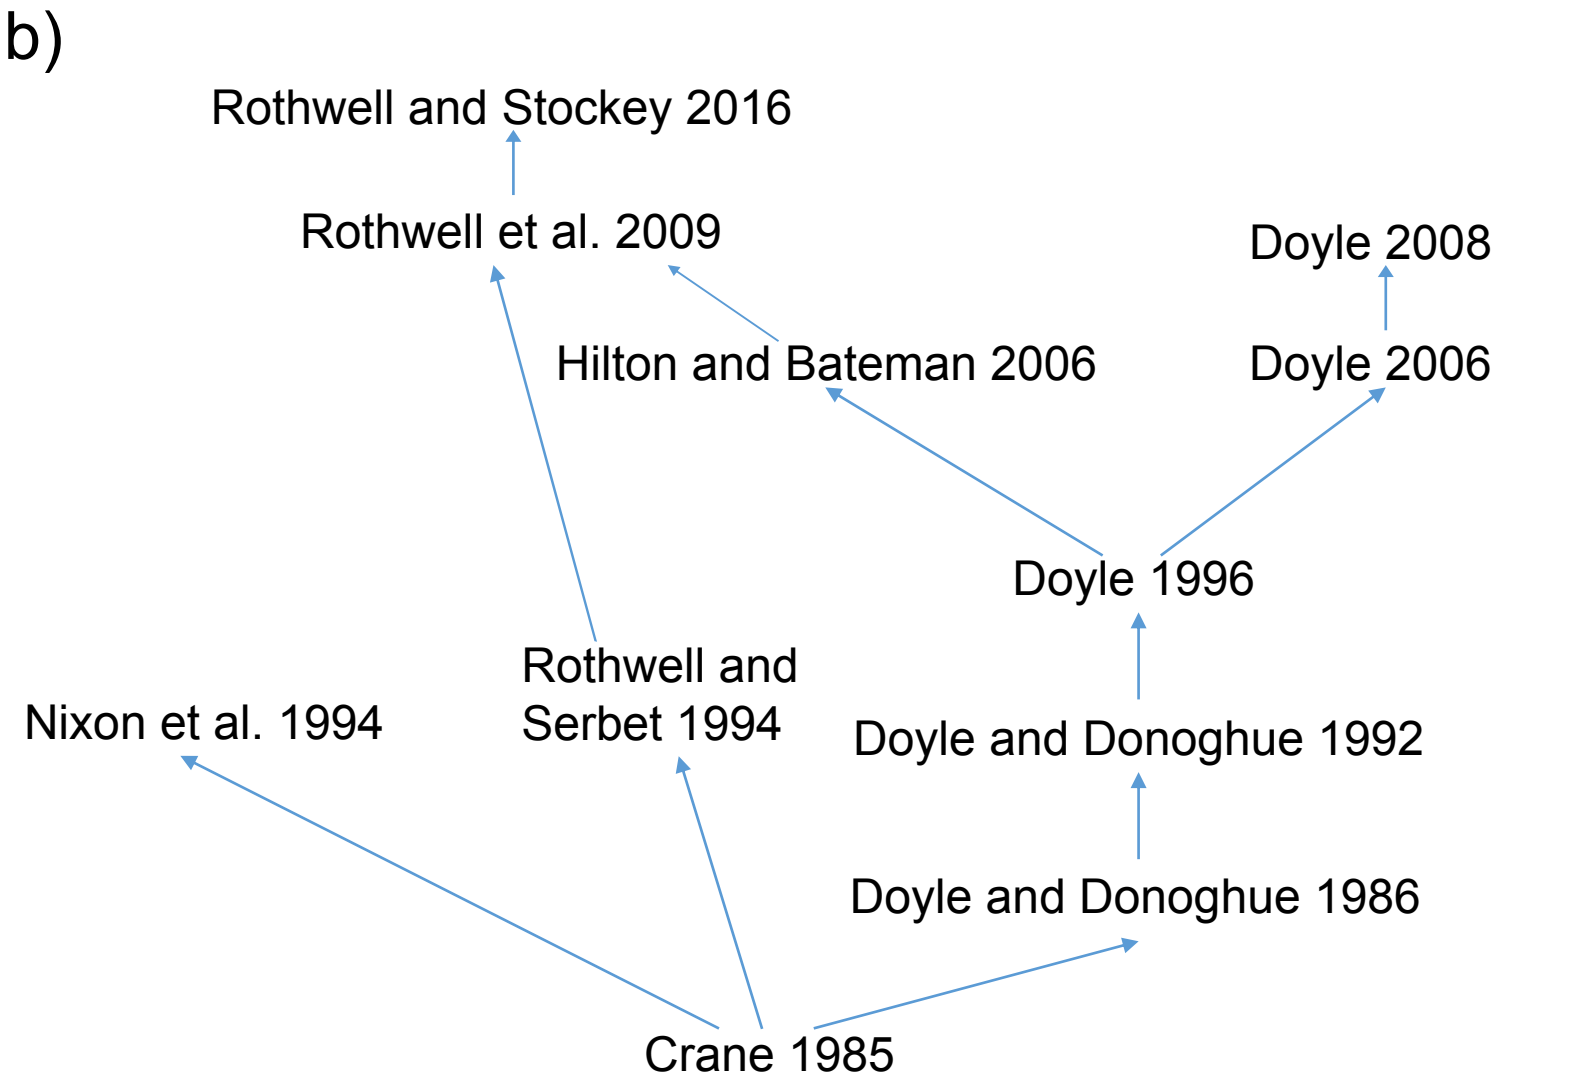 b)
Rothwell and Stockey 2016
Rothwell et al. 2009
Doyle 2008
Hilton and Bateman 2006
Doyle 2006
Doyle 1996
Rothwell and
Serbet 1994
Nixon et al. 1994
Doyle and Donoghue 1992
Doyle and Donoghue 1986
Crane 1985